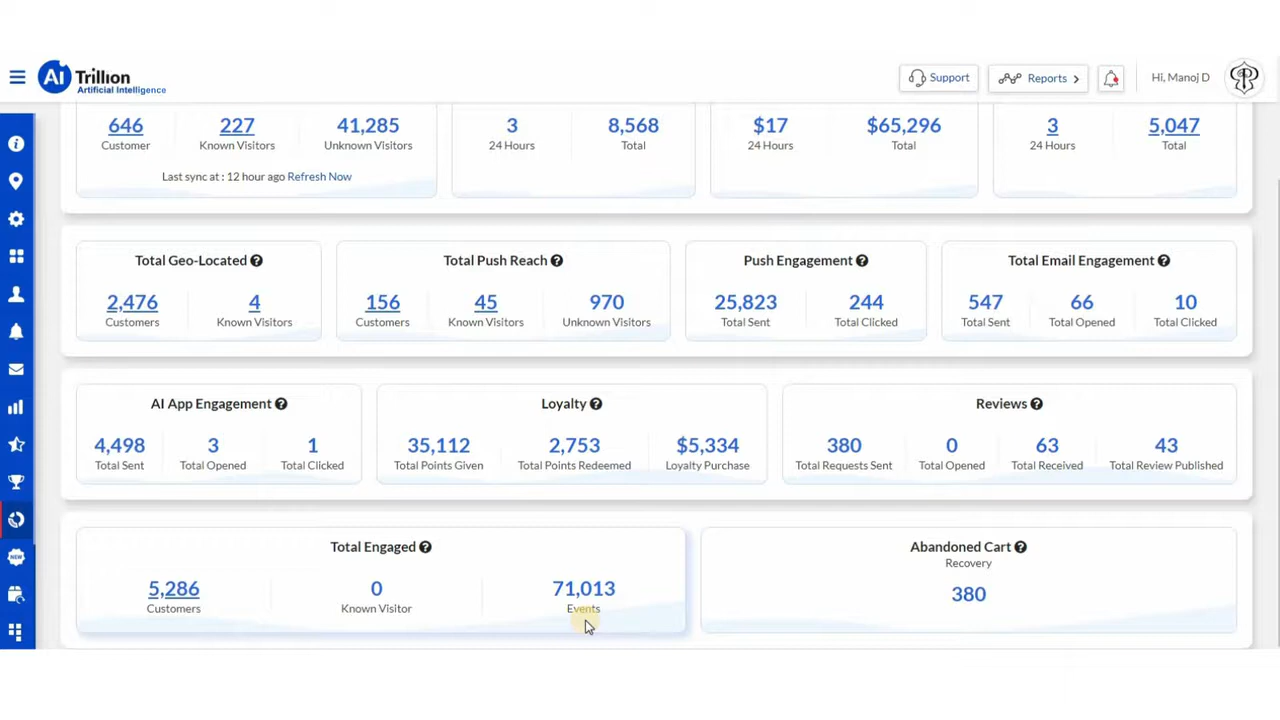 AI Trillion
Artificial Intelligence
Support
Reports
Hi, Manoj D
646 227 41,285
Customer Known Visitors Unknown Visitors
Last sync at : 12 hour ago Refresh Now
3 8,568
24 Hours Total
$17 $65,296
24 Hours Total
3 5,047
24 Hours Total
Total Geo-Located ?
2,476 4
Customers Known Visitors
Total Push Reach ?
156 45 970
Customers Known Visitors Unknown Visitors
Push Engagement ?
25,823 244
Total Sent Total Clicked
Total Email Engagement ?
547 66 10
Total Sent Total Opened Total Clicked
AI App Engagement ?
4,498 3 1
Total Sent Total Opened Total Clicked
Loyalty ?
35,112 2,753 $5,334
Total Points Given Total Points Redeemed Loyalty Purchase
Reviews ?
380 0 63 43
Total Requests Sent Total Opened Total Received Total Review Published
NEW
Total Engaged ?
5,286 0 71,013
Customers Known Visitor Events
Abandoned Cart ?
Recovery
380